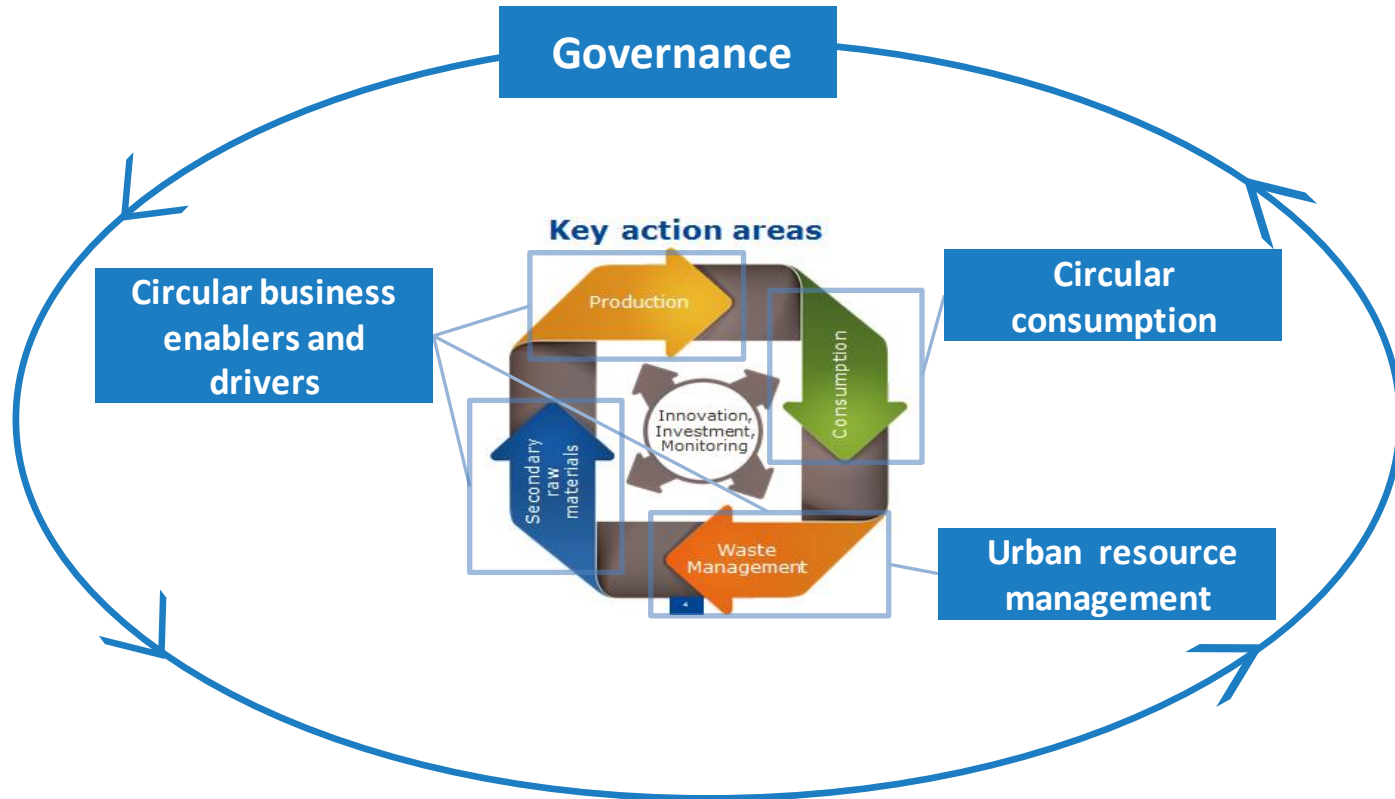 Governance
Key action areas
Circular business
enablers and
drivers
Production
Circular
consumption
Consumption
Innovation,
Investment,
Monitoring
Secondary
raw
materials
Waste
Management
Urban resource
management
4